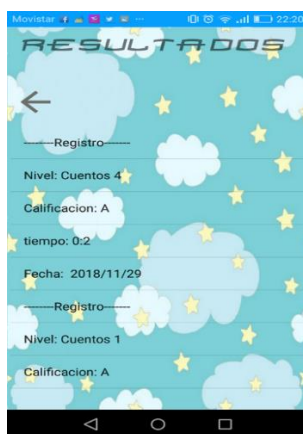 Movistar 22:20
RESULTADOS
--------Registro--------
Nivel: Cuentos 4
Calificacion: A
tiempo: 0:2
Fecha: 2018/11/29
--------Registro--------
Nivel: Cuentos 1
Calificacion: A